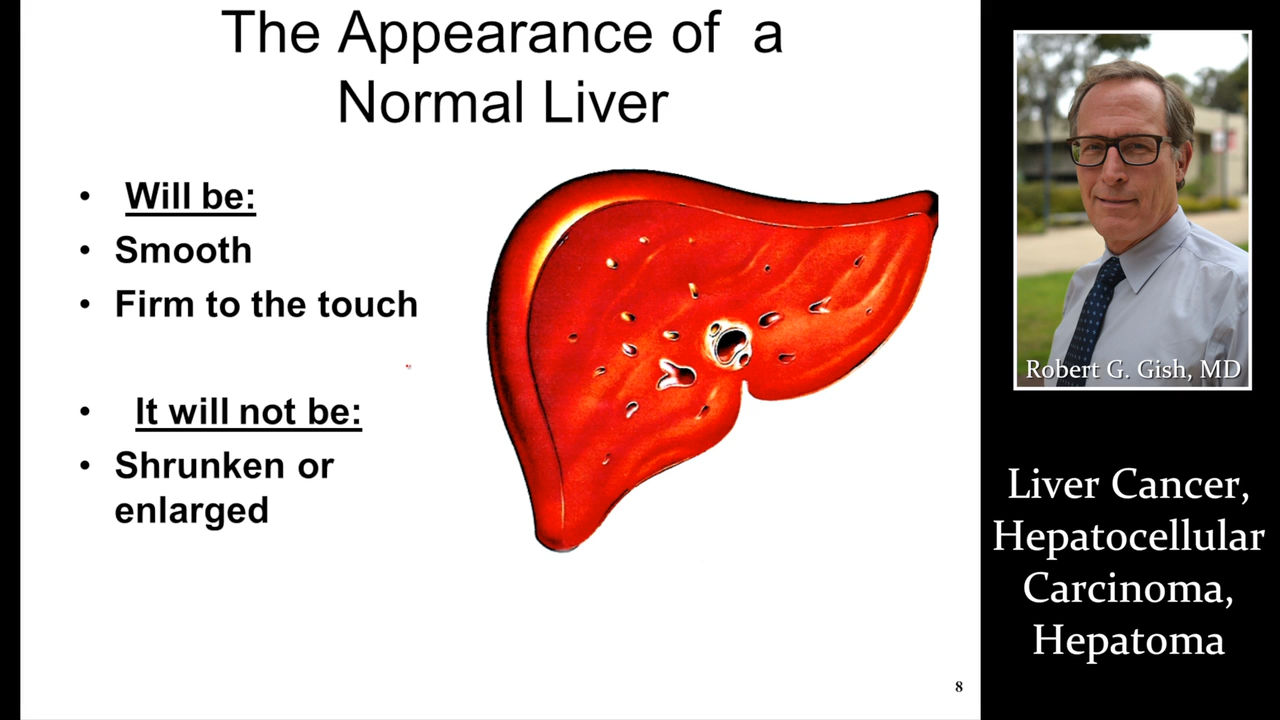 The Appearance of a
Normal Liver
• Will be:
• Smooth
• Firm to the touch
• It will not be:
• Shrunken or
enlarged
8
Robert G. Gish, MD
Liver Cancer,
Hepatocellular
Carcinoma,
Hepatoma